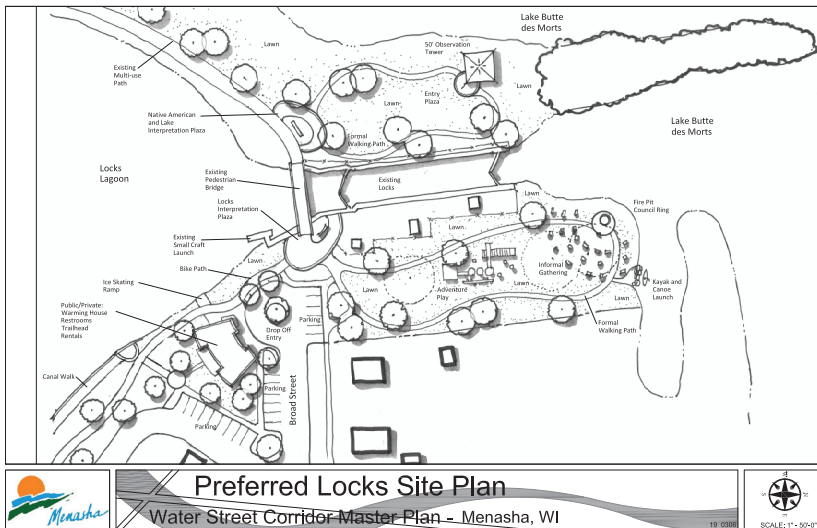 Lake Butte
des Morts
Lawn
50' Observation
Tower
Existing
Multi-use
Path
Lawn
Entry
Plaza
Lawn
Lawn
Native American
and Lake
Interpretation Plaza
Lake Butte
des Morts
Formal
Walking Path
Locks
Lagoon
Existing
Pedestrian
Bridge
Existing
Locks
Locks
Interpretation
Plaza
Lawn
Fire Pit
Council Ring
Existing
Small Craft
Launch
Lawn
Lawn
Bike Path
Informal
Gathering
Ice Skating
Ramp
Lawn
Adventure
Play
Lawn
Lawn
Kayak and
Canoe
Launch
Public/Private:
Warming House
Restrooms
Trailhead
Rentals
Parking
Drop Off
Entry
Formal
Walking Path
Canal Walk
Parking
Broad Street
Parking
Menasha
Preferred Locks Site Plan
Water Street Corridor Master Plan - Menasha, WI
19_0308
N
E
S
W
SCALE: 1" - 50'-0"